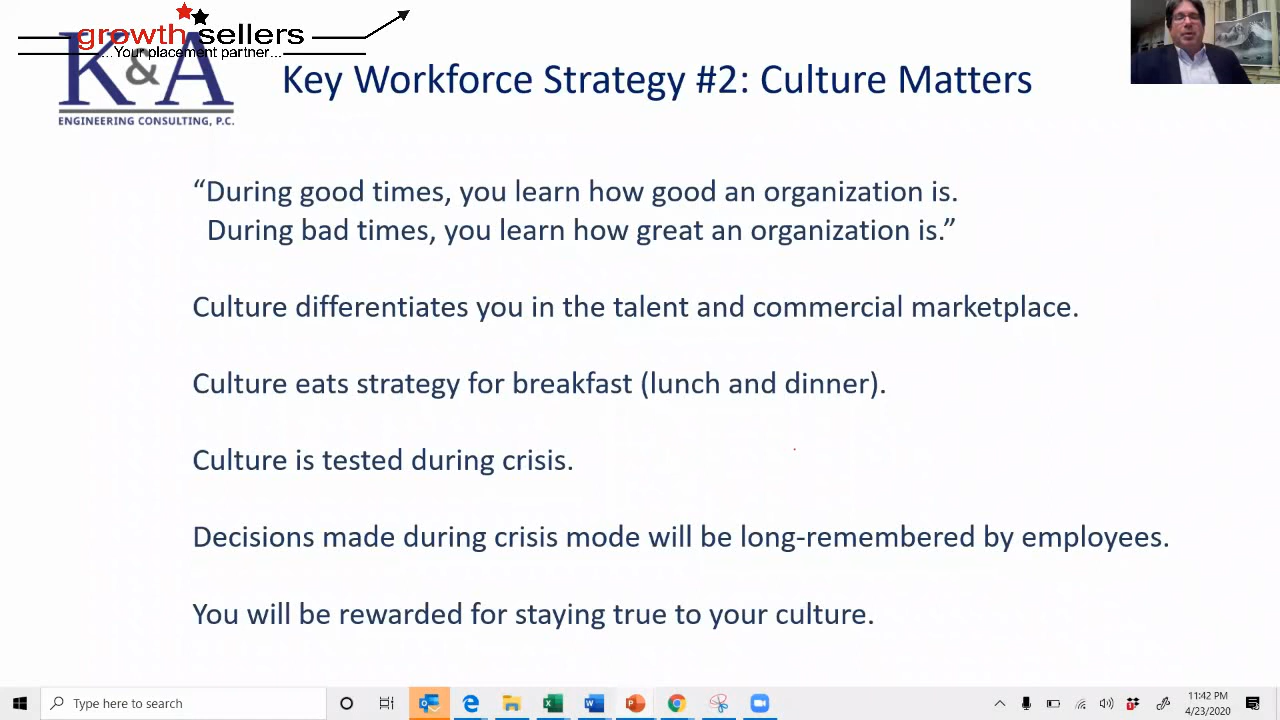 growth sellers
...Your placement partner...
K&A
ENGINEERING CONSULTING, P.C.
Key Workforce Strategy #2: Culture Matters
“During good times, you learn how good an organization is.
During bad times, you learn how great an organization is.”
Culture differentiates you in the talent and commercial marketplace.
Culture eats strategy for breakfast (lunch and dinner).
Culture is tested during crisis.
Decisions made during crisis mode will be long-remembered by employees.
You will be rewarded for staying true to your culture.
Type here to search
11:42 PM
4/23/2020